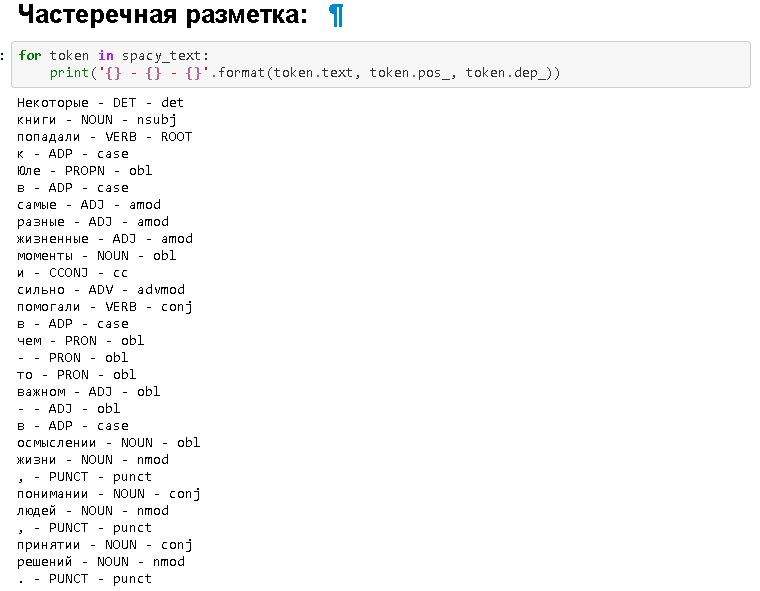 Частеречная разметка: ¶
: for token in spacy_text:
    print('{} - {} - {}'.format(token.text, token.pos_, token.dep_))
Некоторые - DET - det
книги - NOUN - nsubj
попадали - VERB - ROOT
к - ADP - case
Юле - PROPN - obl
в - ADP - case
самые - ADJ - amod
разные - ADJ - amod
жизненные - ADJ - amod
моменты - NOUN - obl
и - CCONJ - cc
сильно - ADV - advmod
помогали - VERB - conj
в - ADP - case
чем - PRON - obl
- - PRON - obl
то - PRON - obl
важном - ADJ - obl
- - ADJ - obl
в - ADP - case
осмыслении - NOUN - obl
жизни - NOUN - nmod
, - PUNCT - punct
понимании - NOUN - conj
людей - NOUN - nmod
, - PUNCT - punct
принятии - NOUN - conj
решений - NOUN - nmod
. - PUNCT - punct